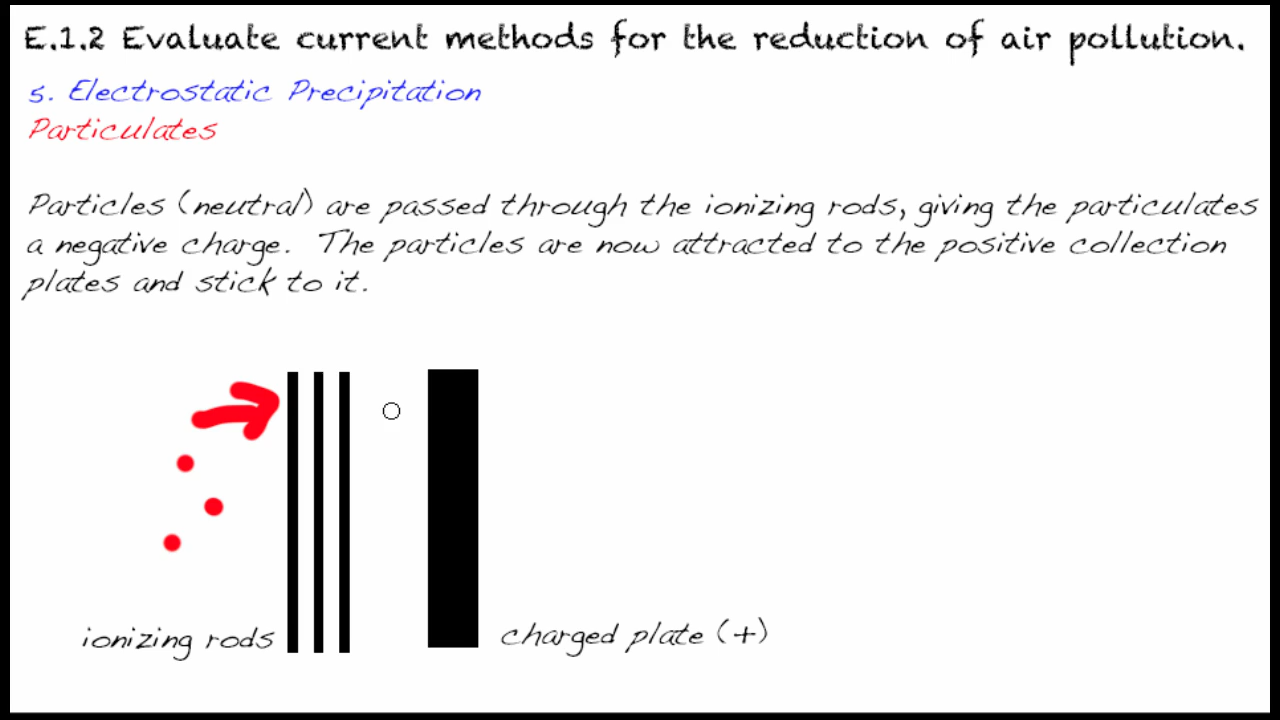 E.1.2 Evaluate current methods for the reduction of air pollution.
5. Electrostatic Precipitation
Particulates
Particles (neutral) are passed through the ionizing rods, giving the particulates
a negative charge. The particles are now attracted to the positive collection
plates and stick to it.
ionizing rods
charged plate (+)